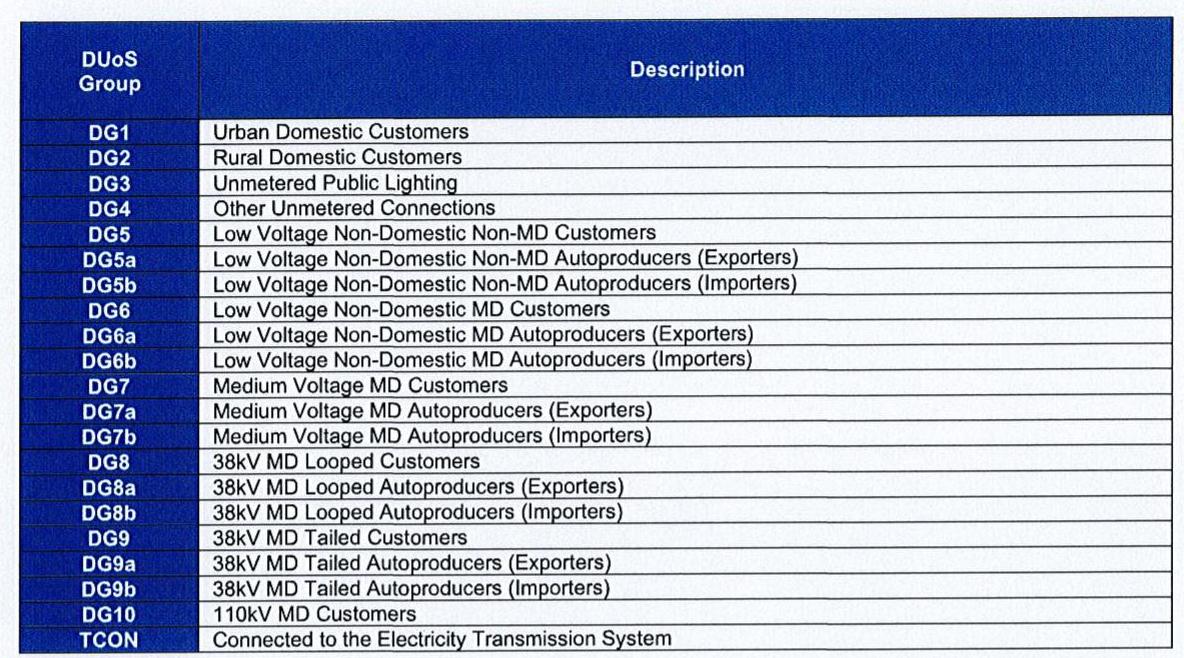 DUoS
Group
Description
DG1 Urban Domestic Customers
DG2 Rural Domestic Customers
DG3 Unmetered Public Lighting
DG4 Other Unmetered Connections
DG5 Low Voltage Non-Domestic Non-MD Customers
DG5a Low Voltage Non-Domestic Non-MD Autoproducers (Exporters)
DG5b Low Voltage Non-Domestic Non-MD Autoproducers (Importers)
DG6 Low Voltage Non-Domestic MD Customers
DG6a Low Voltage Non-Domestic MD Autoproducers (Exporters)
DG6b Low Voltage Non-Domestic MD Autoproducers (Importers)
DG7 Medium Voltage MD Customers
DG7a Medium Voltage MD Autoproducers (Exporters)
DG7b Medium Voltage MD Autoproducers (Importers)
DG8 38kV MD Looped Customers
DG8a 38kV MD Looped Autoproducers (Exporters)
DG8b 38kV MD Looped Autoproducers (Importers)
DG9 38kV MD Tailed Customers
DG9a 38kV MD Tailed Autoproducers (Exporters)
DG9b 38kV MD Tailed Autoproducers (Importers)
DG10 110kV MD Customers
TCON Connected to the Electricity Transmission System